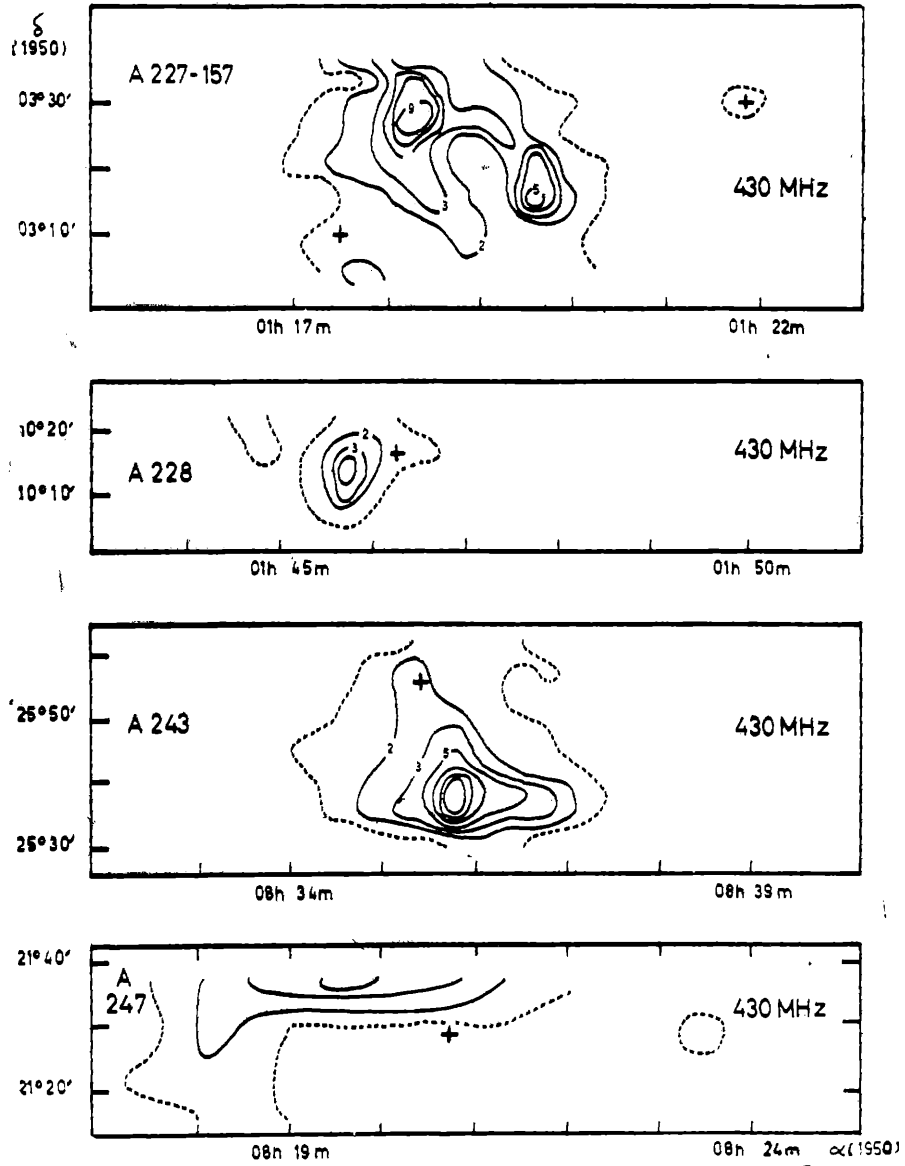 δ
(1950)
A 227-157
03°30'
9
5
430 MHz
3
03°10'
2
01h 17m
01h 22m
10°20'
2
3
430 MHz
A 228
10°10'
01h 45m
01h 50m
25°50'
A 243
430 MHz
2
3
5
25°30'
08h 34m
08h 39m
21°40'
A
247
430 MHz
21°20'
08h 19m
08h 24m α(1950)